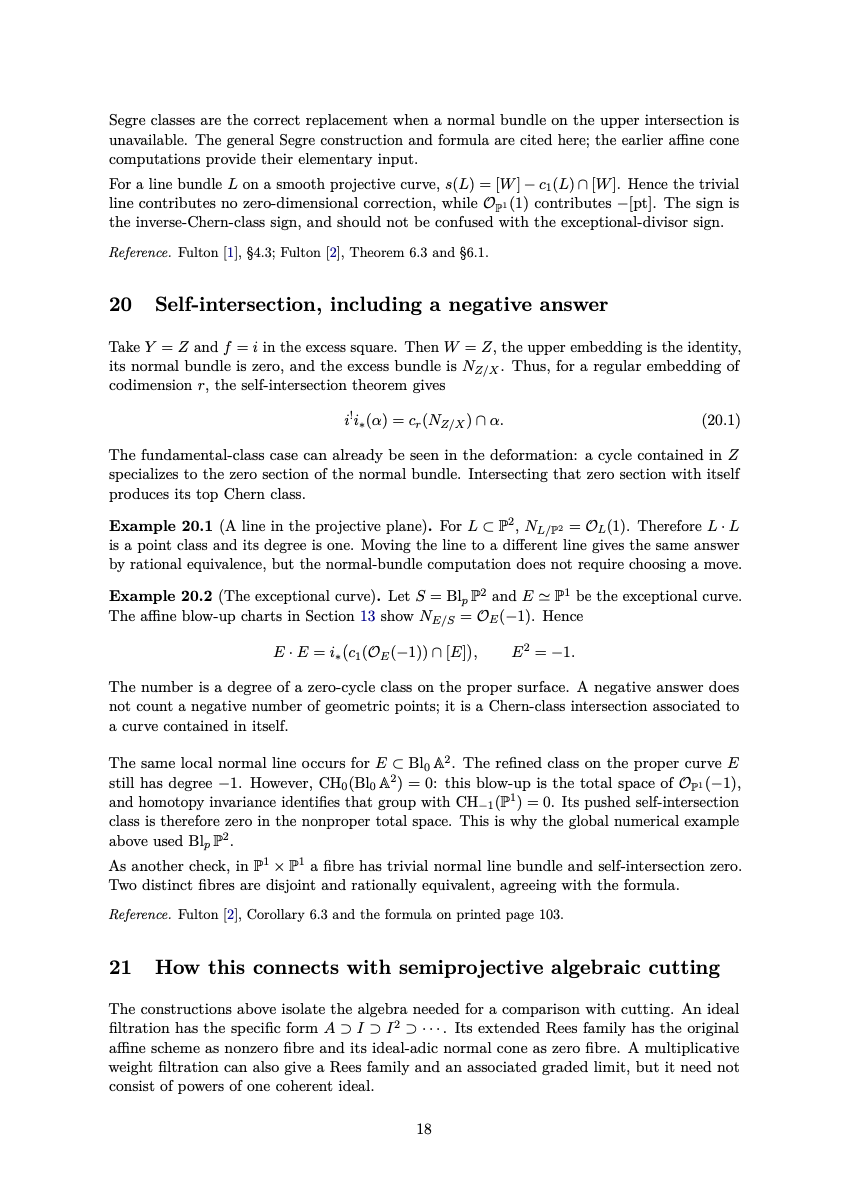 Segre classes are the correct replacement when a normal bundle on the upper intersection is
unavailable. The general Segre construction and formula are cited here; the earlier affine cone
computations provide their elementary input.
For a line bundle L on a smooth projective curve, s(L) = [W] − c₁(L) ∩ [W]. Hence the trivial
line contributes no zero-dimensional correction, while 𝒪_ℙ¹(1) contributes −[pt]. The sign is
the inverse-Chern-class sign, and should not be confused with the exceptional-divisor sign.
Reference. Fulton [1], §4.3; Fulton [2], Theorem 6.3 and §6.1.
20 Self-intersection, including a negative answer
Take Y = Z and f = i in the excess square. Then W = Z, the upper embedding is the identity,
its normal bundle is zero, and the excess bundle is N_{Z/X}. Thus, for a regular embedding of
codimension r, the self-intersection theorem gives
i^! i_*(α) = c_r(N_{Z/X}) ∩ α. (20.1)
The fundamental-class case can already be seen in the deformation: a cycle contained in Z
specializes to the zero section of the normal bundle. Intersecting that zero section with itself
produces its top Chern class.
Example 20.1 (A line in the projective plane). For L ⊂ ℙ², N_{L/ℙ²} = 𝒪_L(1). Therefore L · L
is a point class and its degree is one. Moving the line to a different line gives the same answer
by rational equivalence, but the normal-bundle computation does not require choosing a move.
Example 20.2 (The exceptional curve). Let S = Bl_p ℙ² and E ≃ ℙ¹ be the exceptional curve.
The affine blow-up charts in Section 13 show N_{E/S} = 𝒪_E(−1). Hence
E · E = i_*(c₁(𝒪_E(−1)) ∩ [E]), E² = −1.
The number is a degree of a zero-cycle class on the proper surface. A negative answer does
not count a negative number of geometric points; it is a Chern-class intersection associated to
a curve contained in itself.
The same local normal line occurs for E ⊂ Bl₀ 𝔸². The refined class on the proper curve E
still has degree −1. However, CH₀(Bl₀ 𝔸²) = 0: this blow-up is the total space of 𝒪_ℙ¹(−1),
and homotopy invariance identifies that group with CH₋₁(ℙ¹) = 0. Its pushed self-intersection
class is therefore zero in the nonproper total space. This is why the global numerical example
above used Bl_p ℙ².
As another check, in ℙ¹ × ℙ¹ a fibre has trivial normal line bundle and self-intersection zero.
Two distinct fibres are disjoint and rationally equivalent, agreeing with the formula.
Reference. Fulton [2], Corollary 6.3 and the formula on printed page 103.
21 How this connects with semiprojective algebraic cutting
The constructions above isolate the algebra needed for a comparison with cutting. An ideal
filtration has the specific form A ⊃ I ⊃ I² ⊃ ⋯. Its extended Rees family has the original
affine scheme as nonzero fibre and its ideal-adic normal cone as zero fibre. A multiplicative
weight filtration can also give a Rees family and an associated graded limit, but it need not
consist of powers of one coherent ideal.
18